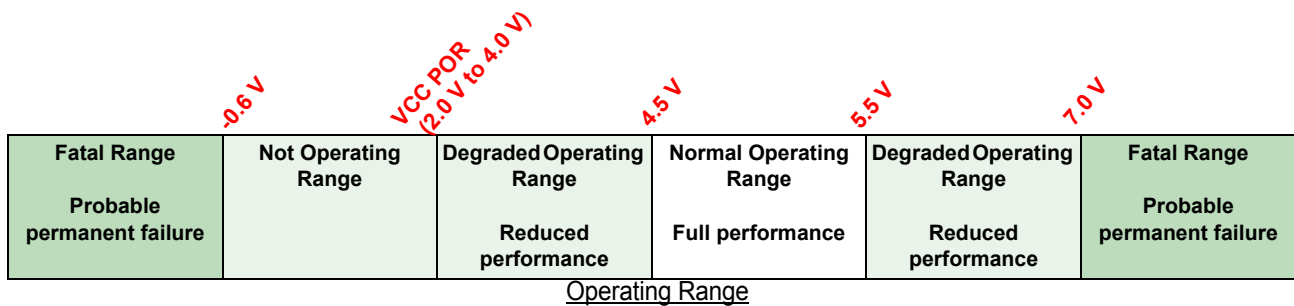 -0.6 V
VCC POR
(2.0 V to 4.0 V)
4.5 V
5.5 V
7.0 V
Fatal Range
Probable
permanent failure
Not Operating
Range
Degraded Operating
Range
Reduced
performance
Normal Operating
Range
Full performance
Degraded Operating
Range
Reduced
performance
Fatal Range
Probable
permanent failure
Operating Range